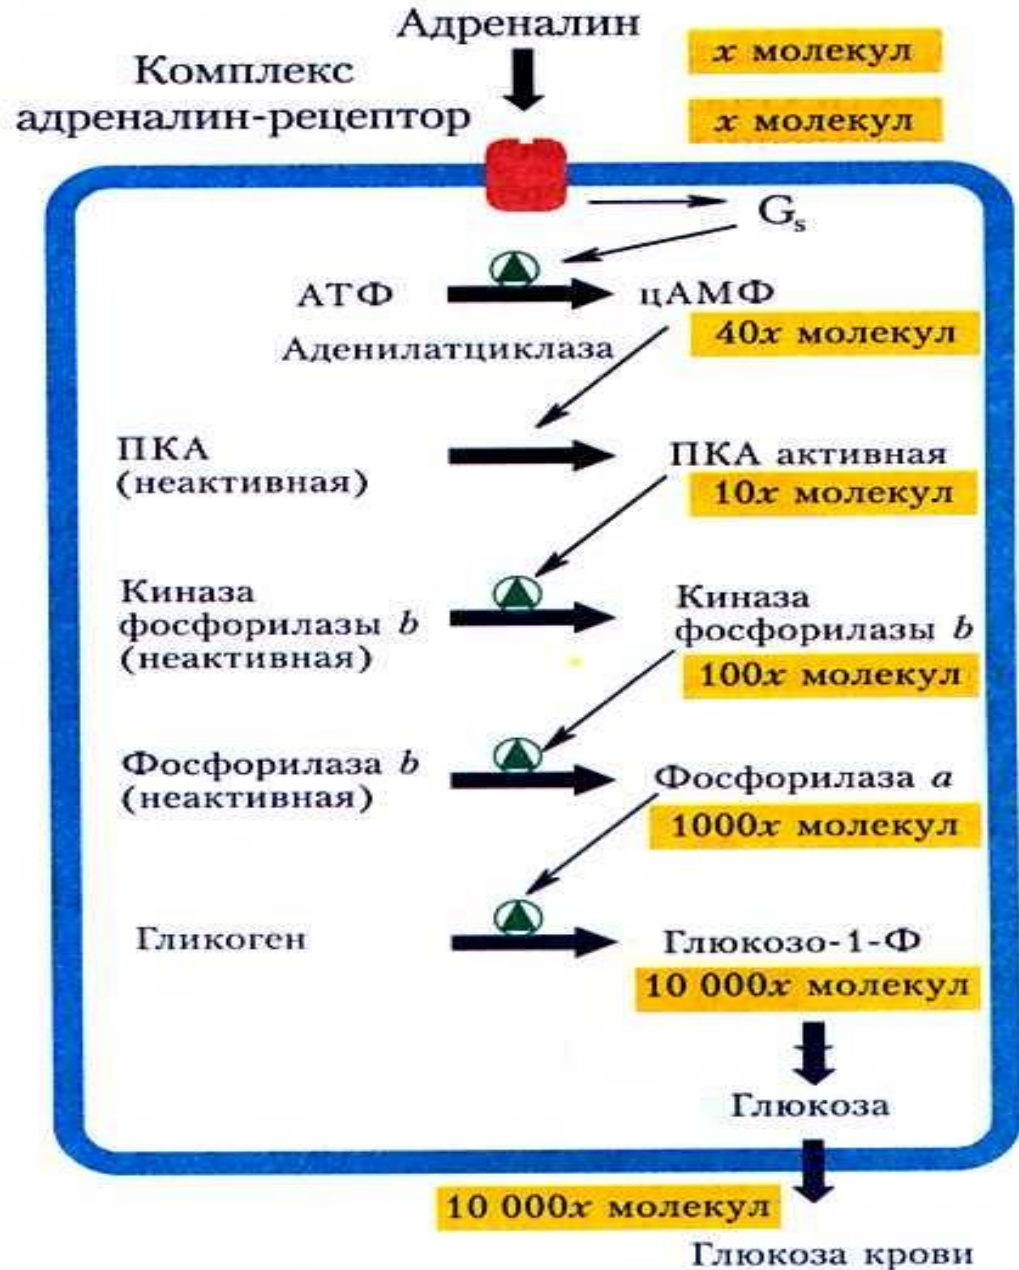 Адреналин
x молекул
Комплекс
адреналин-рецептор
x молекул
Gs
АТФ
цАМФ
40x молекул
Аденилатциклаза
ПКА
(неактивная)
ПКА активная
10x молекул
Киназа
фосфорилазы b
(неактивная)
Киназа
фосфорилазы b
100x молекул
Фосфорилаза b
(неактивная)
Фосфорилаза a
1000x молекул
Гликоген
Глюкозо-1-Ф
10 000x молекул
Глюкоза
10 000x молекул
Глюкоза крови